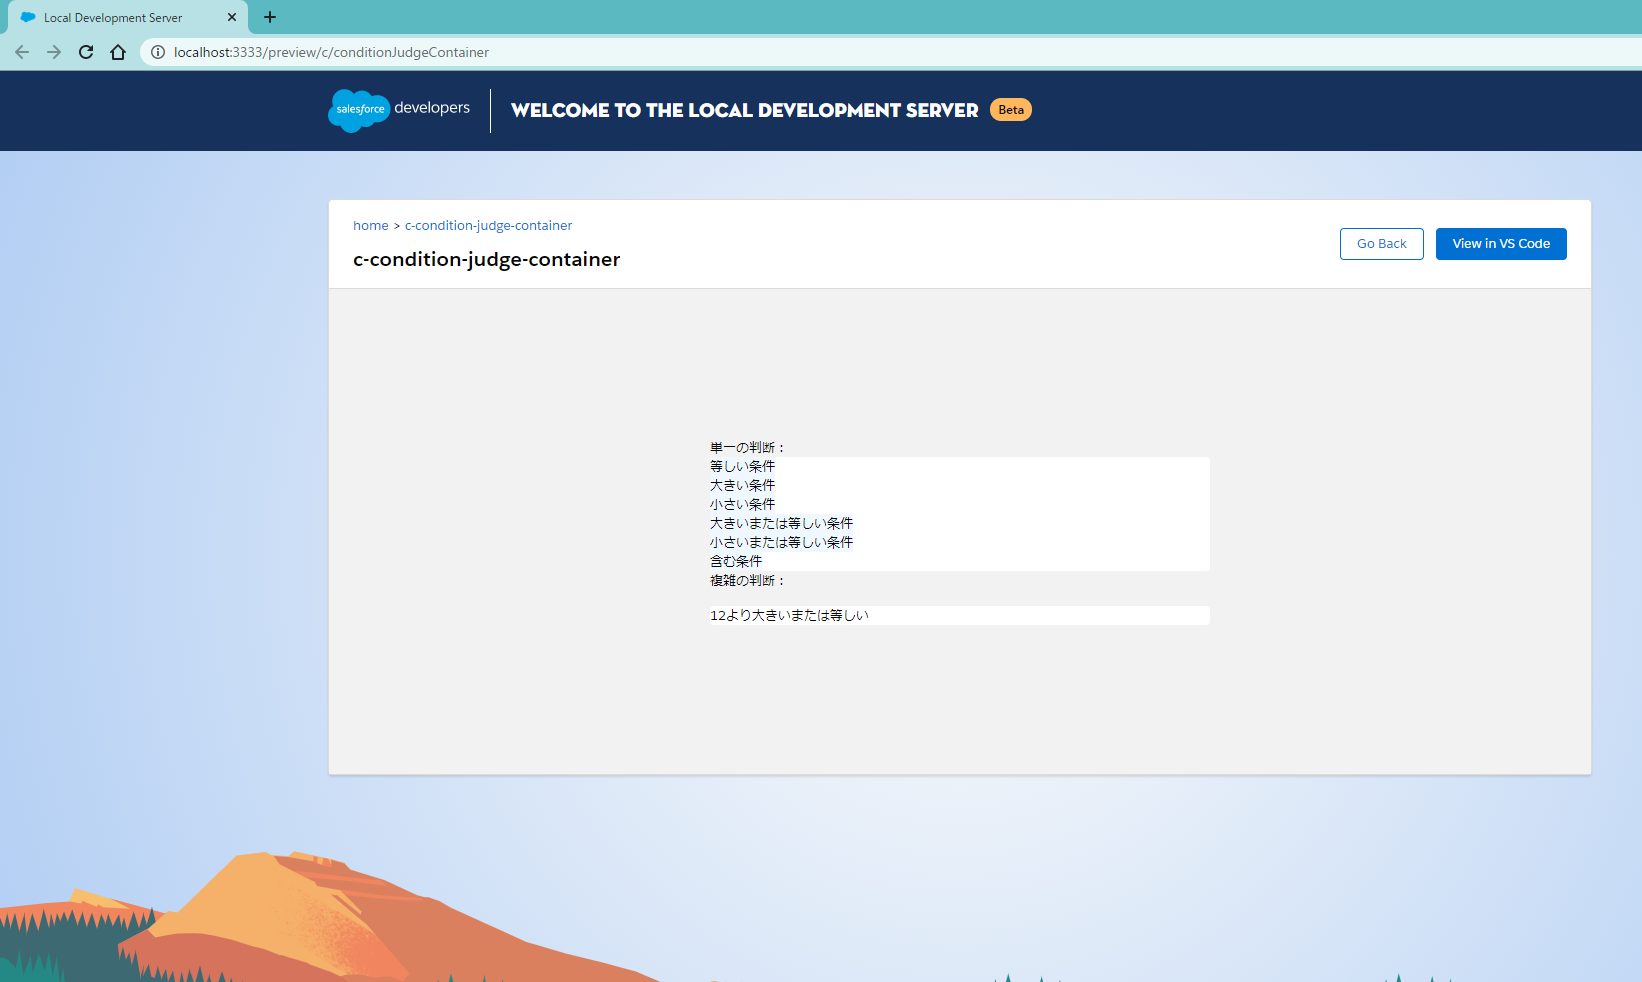 Local Development Server
localhost:3333/preview/c/conditionJudgeContainer
salesforce developers
WELCOME TO THE LOCAL DEVELOPMENT SERVER Beta
home > c-condition-judge-container
c-condition-judge-container
Go Back
View in VS Code
単一の判断：
等しい条件
大きい条件
小さい条件
大きいまたは等しい条件
小さいまたは等しい条件
含む条件
複雑の判断：
12より大きいまたは等しい